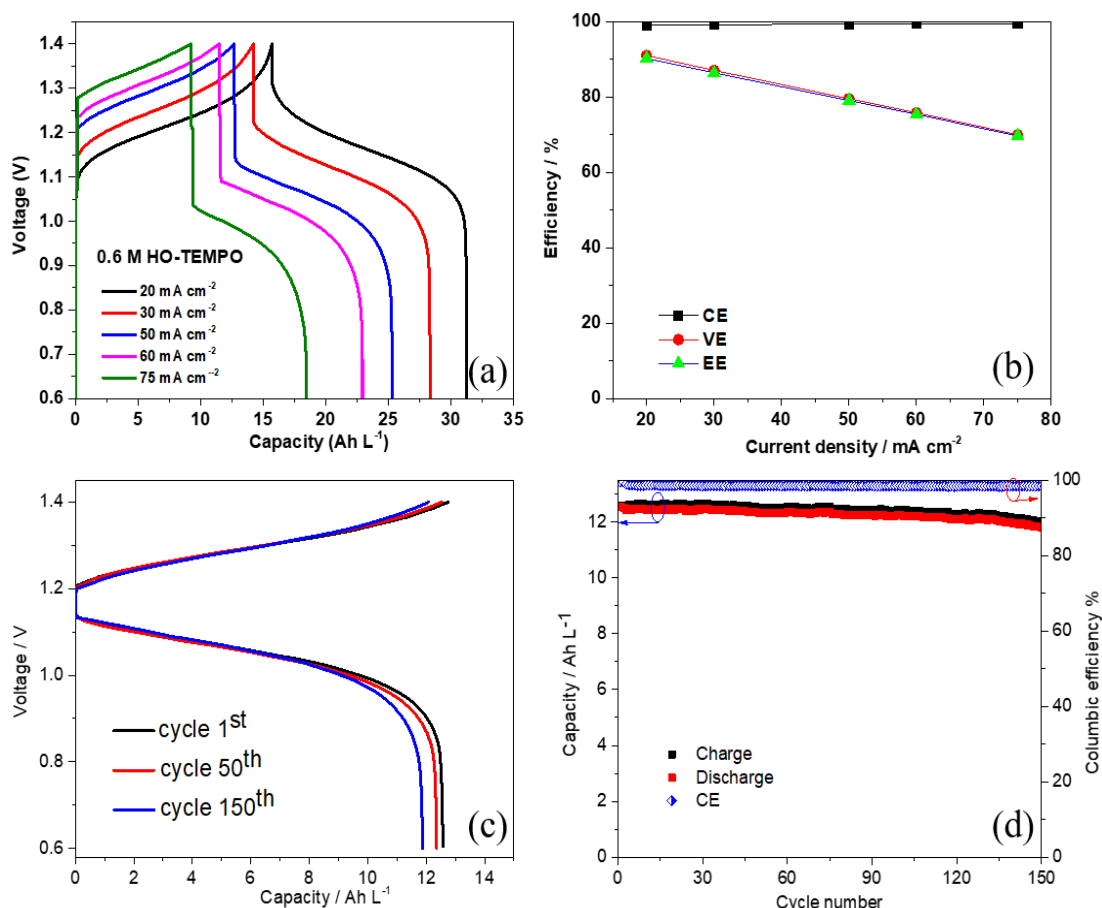 1.4
1.3
1.2
1.1
1.0
0.9
0.8
0.7
0.6
Voltage (V)
0.6 M HO-TEMPO
20 mA cm-2
30 mA cm-2
50 mA cm-2
60 mA cm-2
75 mA cm--2
(a)
0 5 10 15 20 25 30 35
Capacity (Ah L-1)
100
80
60
40
20
0
Efficiency / %
CE
VE
EE
(b)
20 30 40 50 60 70 80
Current density / mA cm-2
1.4
1.2
1.0
0.8
0.6
Voltage / V
cycle 1st
cycle 50th
cycle 150th
(c)
0 2 4 6 8 10 12 14
Capacity / Ah L-1
12
10
8
6
4
2
0
Capacity / Ah L-1
Charge
Discharge
CE
(d)
100
80
60
40
20
0
Columbic efficiency %
0 30 60 90 120 150
Cycle number